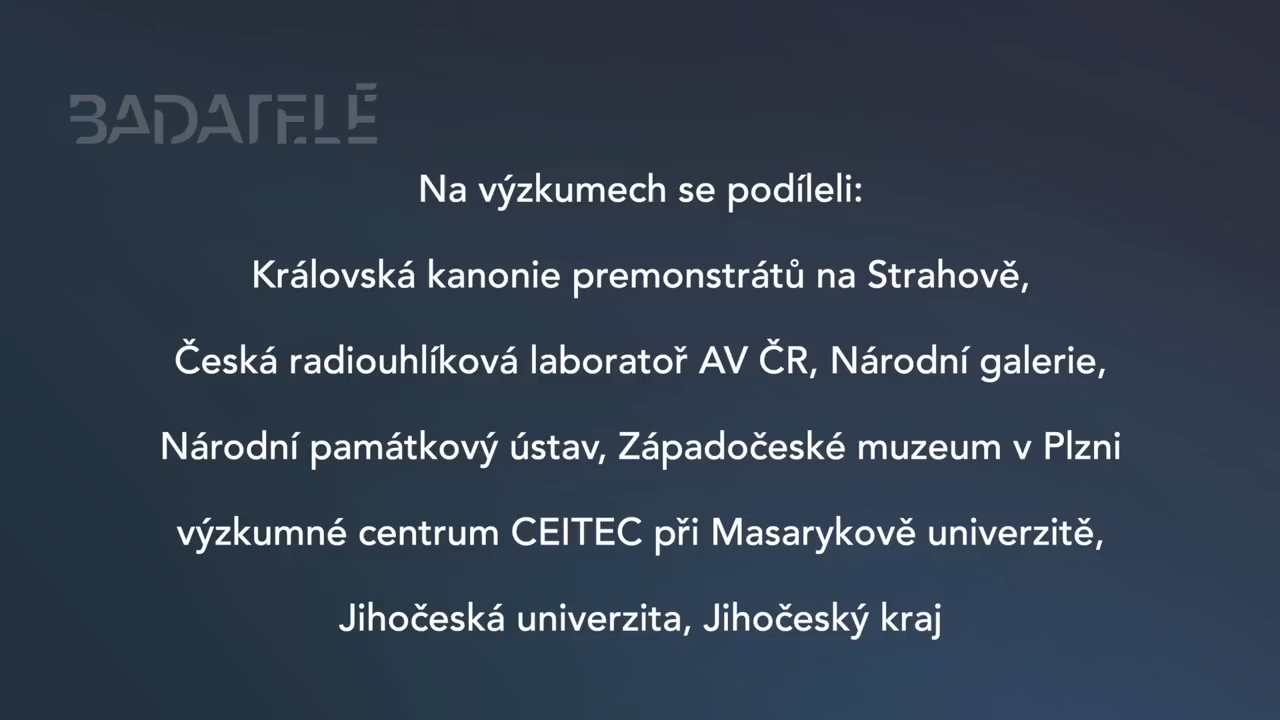 BADATELÉ
Na výzkumech se podíleli:
Královská kanonie premonstrátů na Strahově,
Česká radiouhlíková laboratoř AV ČR, Národní galerie,
Národní památkový ústav, Západočeské muzeum v Plzni
výzkumné centrum CEITEC při Masarykově univerzitě,
Jihočeská univerzita, Jihočeský kraj